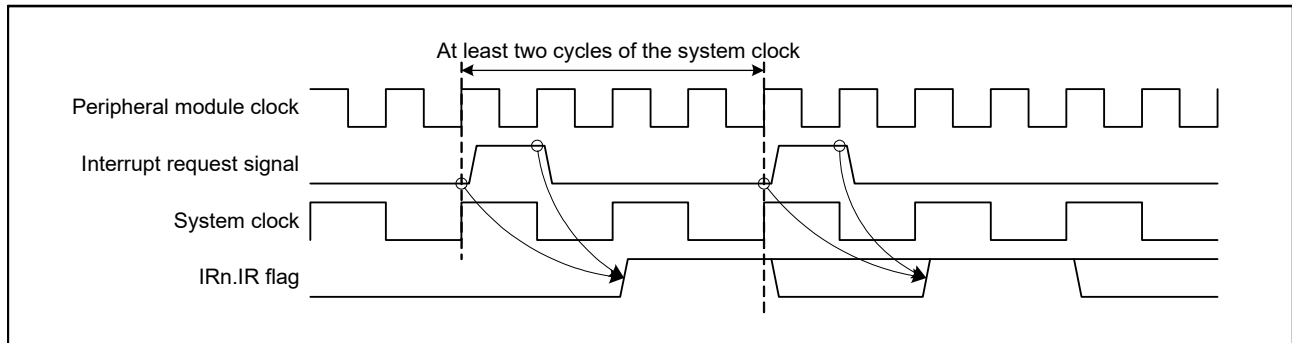 At least two cycles of the system clock
Peripheral module clock
Interrupt request signal
System clock
IRn.IR flag